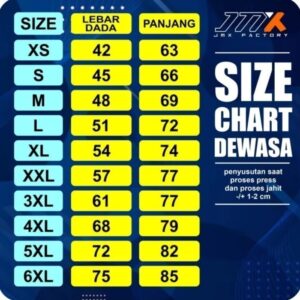 SIZE LEBAR DADA PANJANG
XS 42 63
S 45 66
M 48 69
L 51 72
XL 54 74
XXL 57 77
3XL 61 77
4XL 68 79
5XL 72 82
6XL 75 85
JMX
JRX FACTORY
SIZE
CHART
DEWASA
penyusutan saat
proses press
dan proses jahit
-/+ 1-2 cm